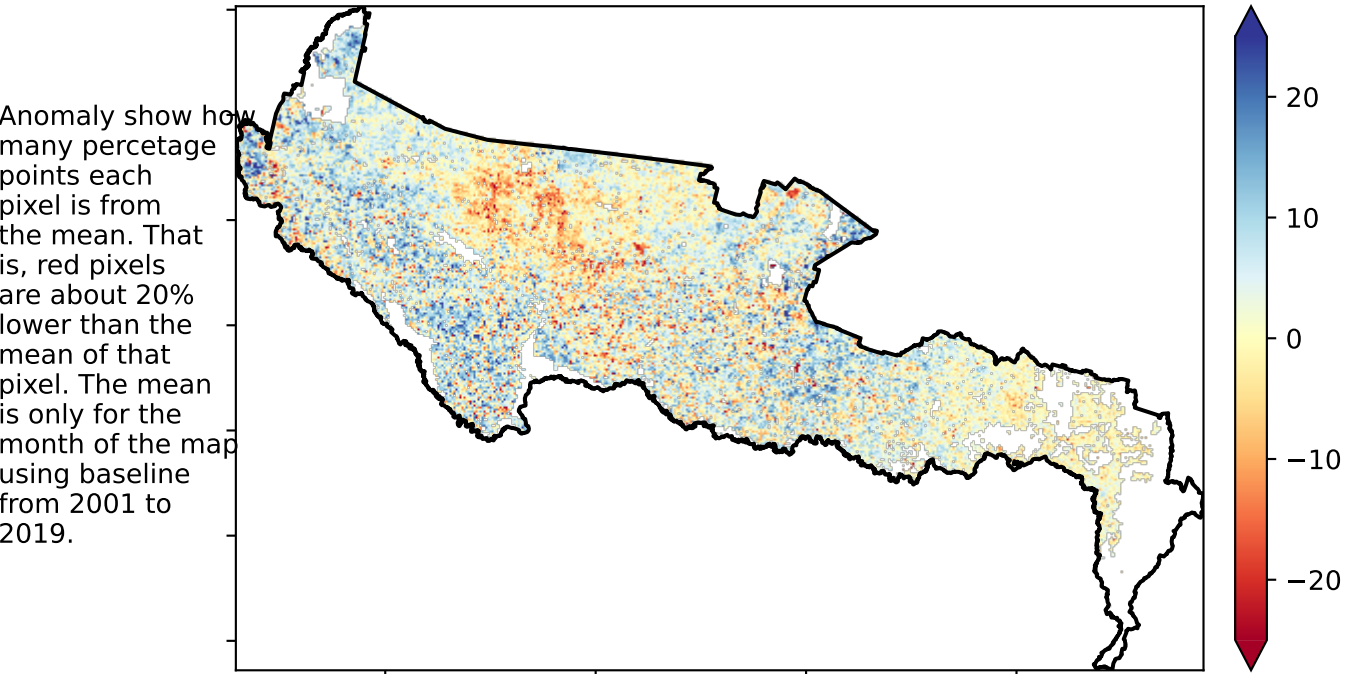 Anomaly show how
many percetage
points each
pixel is from
the mean. That
is, red pixels
are about 20%
lower than the
mean of that
pixel. The mean
is only for the
month of the map
using baseline
from 2001 to
2019.
20
10
0
−10
−20